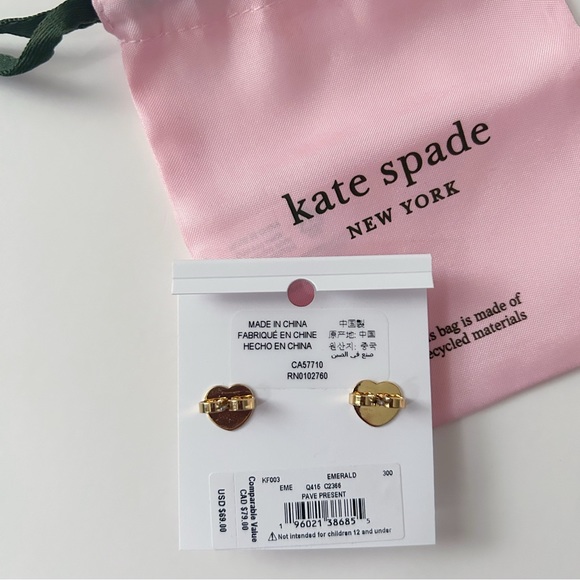 kate spade
NEW YORK
s bag is made of
ecycled materials
MADE IN CHINA
FABRIQUÉ EN CHINE
HECHO EN CHINA
中国製
原产地: 中国
원산지: 중국
صنع في الصين
CA57710
RN0102760
KF003 EMERALD 300
EME Q415 C2366
PAVE PRESENT
1 96021 38685 5
Not intended for children 12 and under
Comparable Value
CAD $79.00
USD $69.00